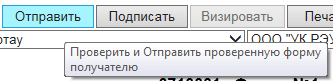 Отправить Подписать Визировать Печа
отау ООО "УК РЭУ
Проверить и Отправить проверенную форму
получателю